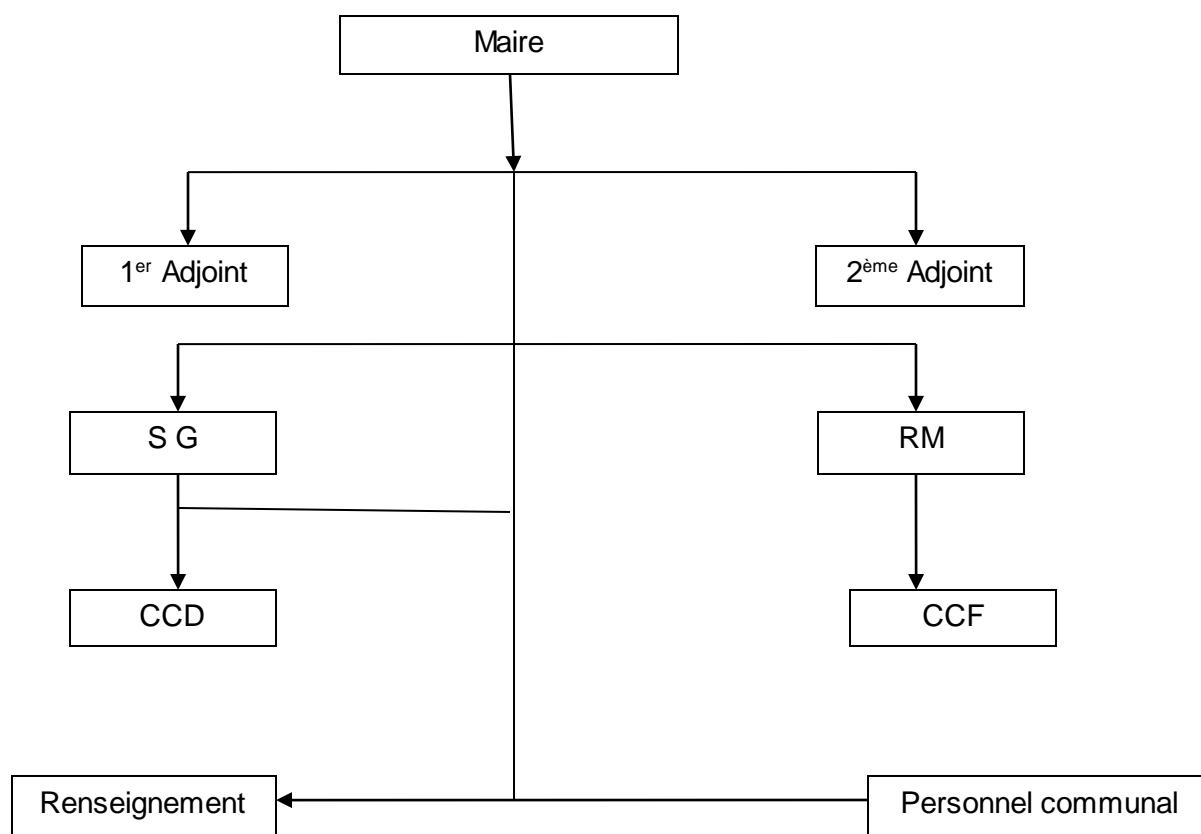 Maire
1er Adjoint
2ème Adjoint
S G
RM
CCD
CCF
Renseignement
Personnel communal